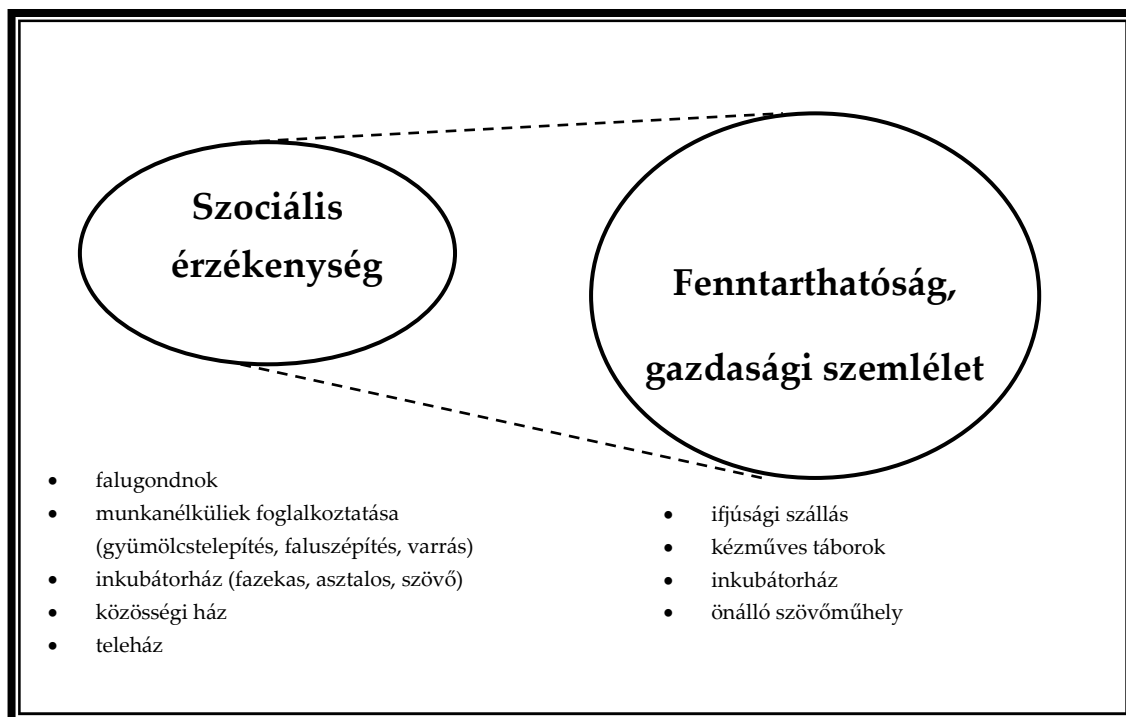 Szociális
érzékenység
Fenntarthatóság,
gazdasági szemlélet
• falugondnok
• munkanélküliek foglalkoztatása
(gyümölcstelepítés, faluszépítés, varrás)
• inkubátorház (fazekas, asztalos, szövő)
• közösségi ház
• teleház
• ifjúsági szállás
• kézműves táborok
• inkubátorház
• önálló szövőműhely